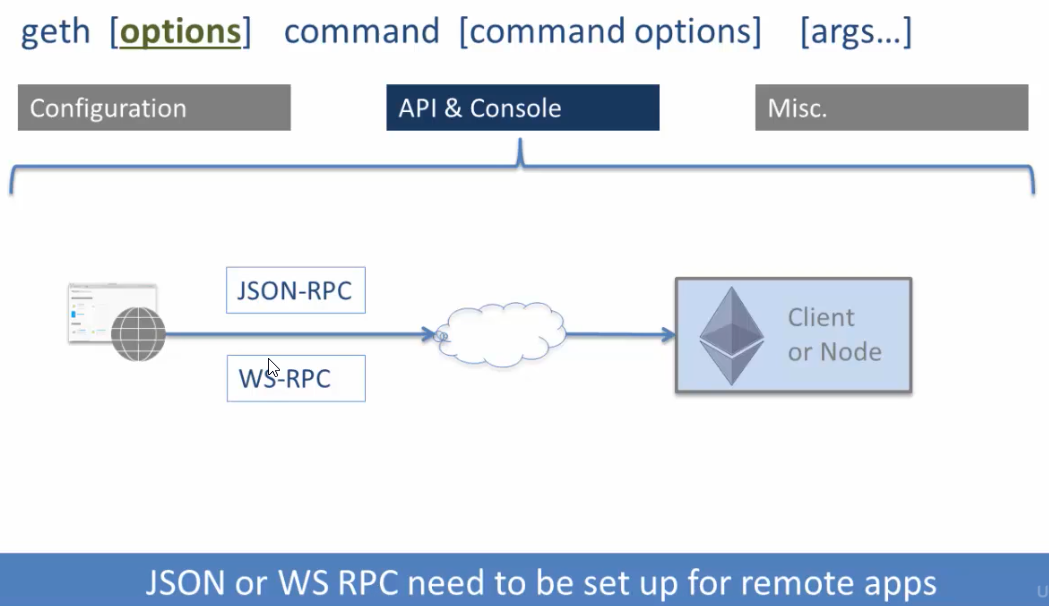 geth [options] command [command options] [args...]
Configuration
API & Console
Misc.
JSON-RPC
WS-RPC
Client
or Node
JSON or WS RPC need to be set up for remote apps